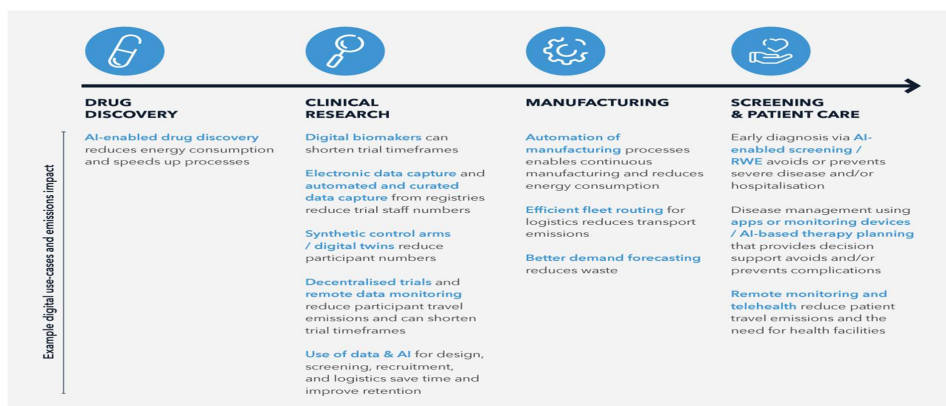 DRUG
DISCOVERY
AI-enabled drug discovery
reduces energy consumption
and speeds up processes
CLINICAL
RESEARCH
Digital biomakers can
shorten trial timeframes
Electronic data capture and
automated and curated
data capture from registries
reduce trial staff numbers
Synthetic control arms
/ digital twins reduce
participant numbers
Decentralised trials and
remote data monitoring
reduce participant travel
emissions and can shorten
trial timeframes
Use of data & AI for design,
screening, recruitment,
and logistics save time and
improve retention
MANUFACTURING
Automation of
manufacturing processes
enables continuous
manufacturing and reduces
energy consumption
Efficient fleet routing for
logistics reduces transport
emissions
Better demand forecasting
reduces waste
SCREENING
& PATIENT CARE
Early diagnosis via AI-
enabled screening /
RWE avoids or prevents
severe disease and/or
hospitalisation
Disease management using
apps or monitoring devices
/ AI-based therapy planning
that provides decision
support avoids and/or
prevents complications
Remote monitoring and
telehealth reduce patient
travel emissions and the
need for health facilities
Example digital use-cases and emissions impact